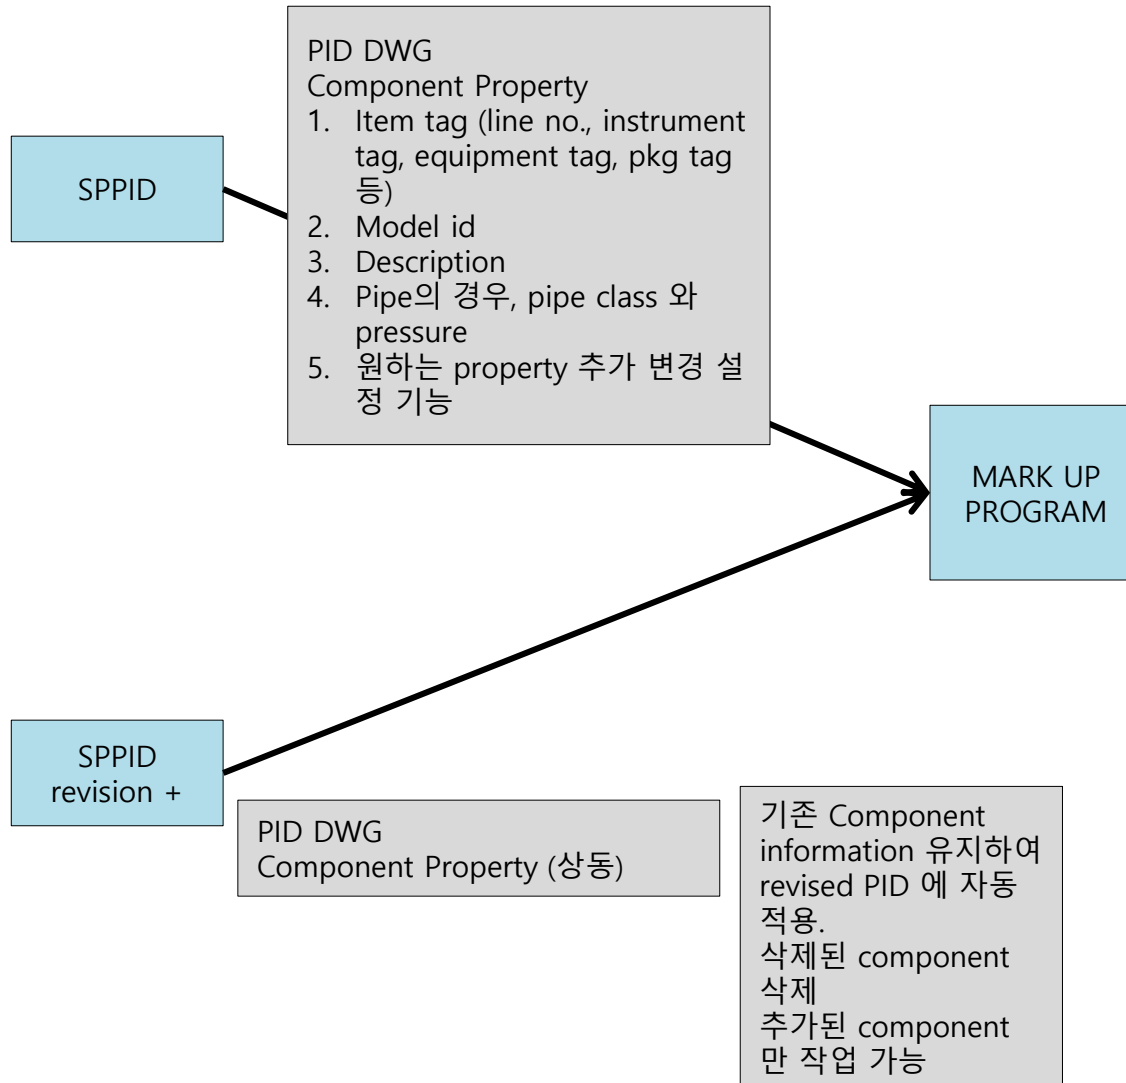 SPPID
PID DWG
Component Property
1. Item tag (line no., instrument
tag, equipment tag, pkg tag
등)
2. Model id
3. Description
4. Pipe의 경우, pipe class 와
pressure
5. 원하는 property 추가 변경 설
정 기능
MARK UP
PROGRAM
SPPID
revision +
PID DWG
Component Property (상동)
기존 Component
information 유지하여
revised PID 에 자동
적용.
삭제된 component
삭제
추가된 component
만 작업 가능